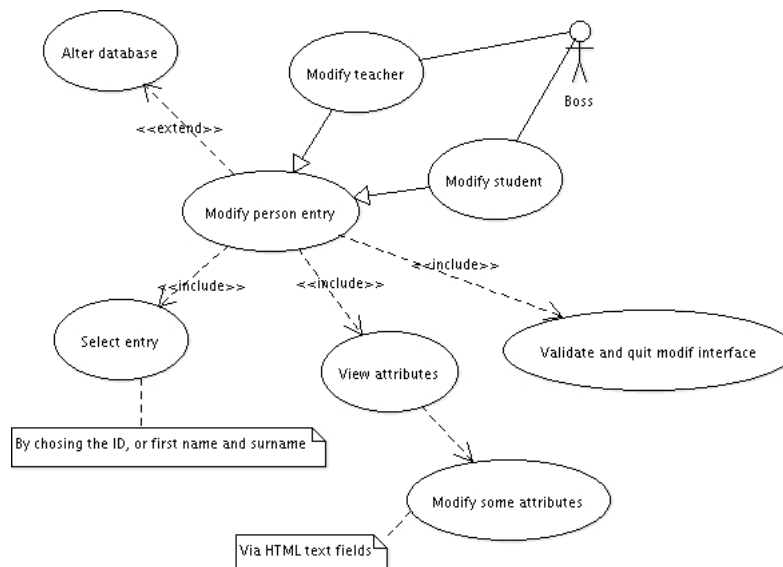 Alter database
Modify teacher
Boss
<<extend>>
Modify student
Modify person entry
<<include>>
<<include>>
<<include>>
Select entry
View attributes
Validate and quit modif interface
By chosing the ID, or first name and surname
Modify some attributes
Via HTML text fields